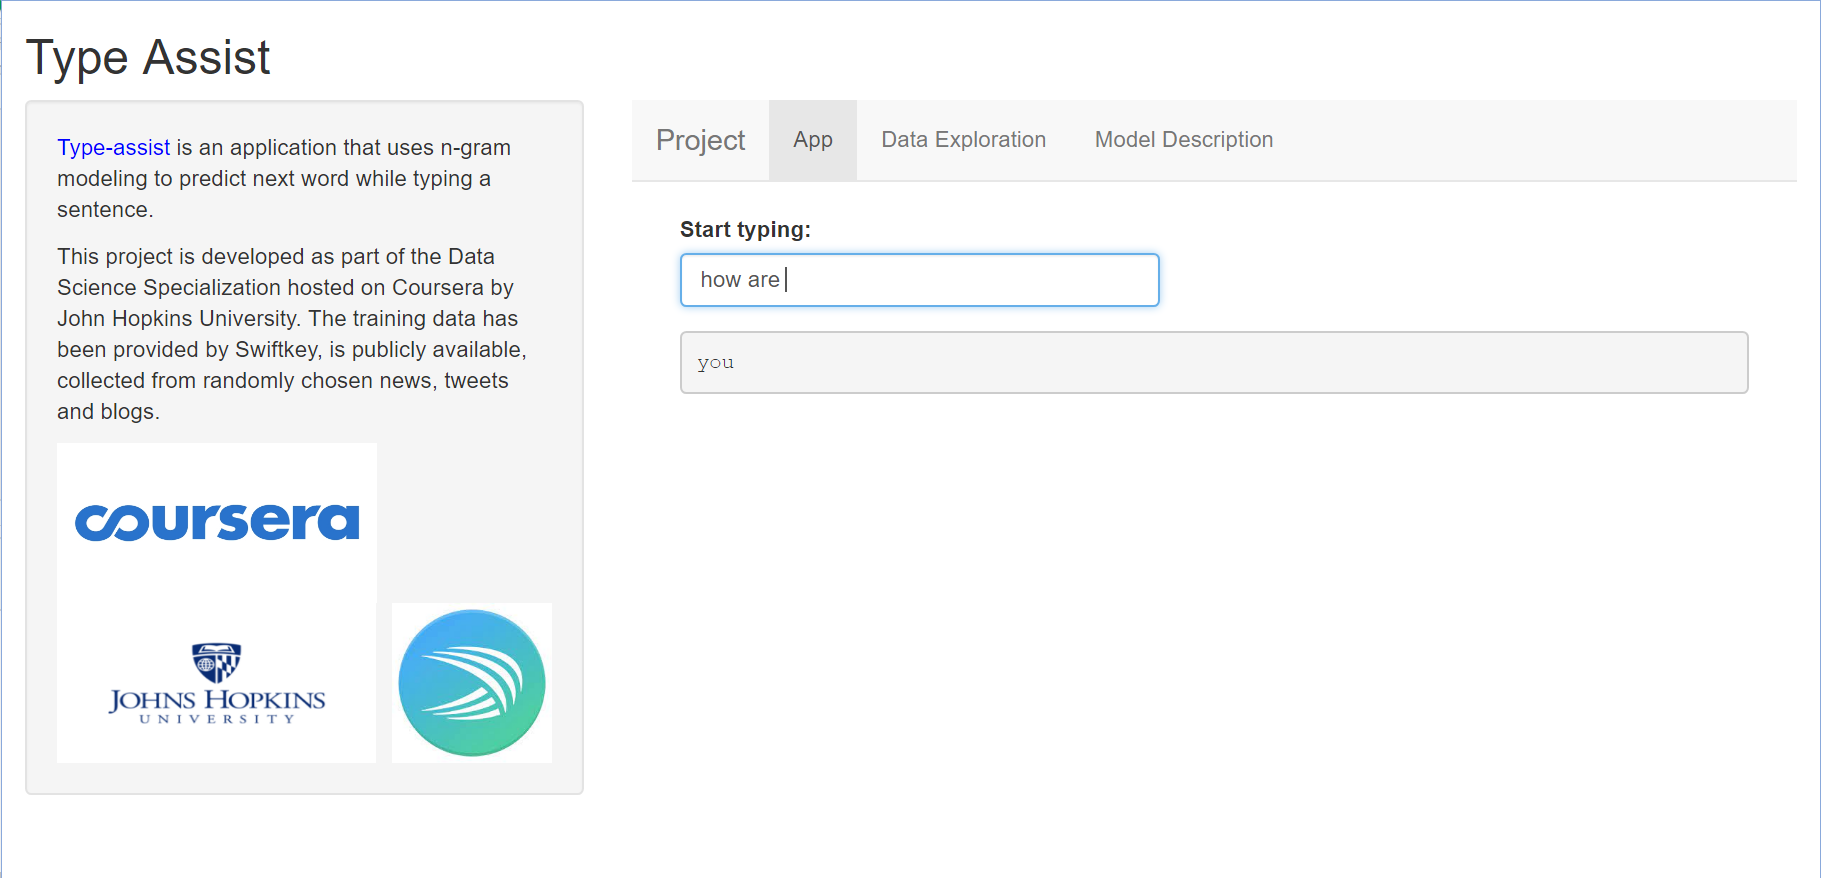 Type Assist
Type-assist is an application that uses n-gram
modeling to predict next word while typing a
sentence.
This project is developed as part of the Data
Science Specialization hosted on Coursera by
John Hopkins University. The training data has
been provided by Swiftkey, is publicly available,
collected from randomly chosen news, tweets
and blogs.
coursera
JOHNS HOPKINS
UNIVERSITY
Project App Data Exploration Model Description
Start typing:
how are
you